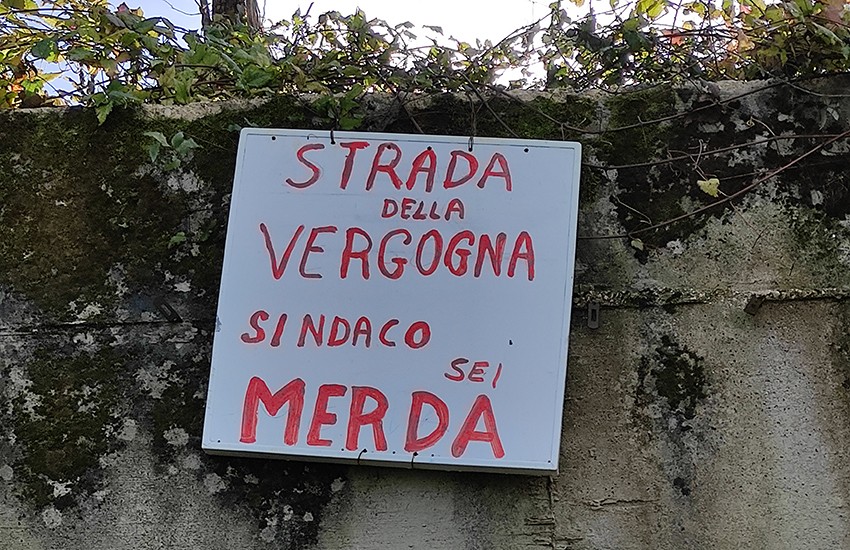 STRADA
DELLA
VERGOGNA
SINDACO
SEI
MERDA